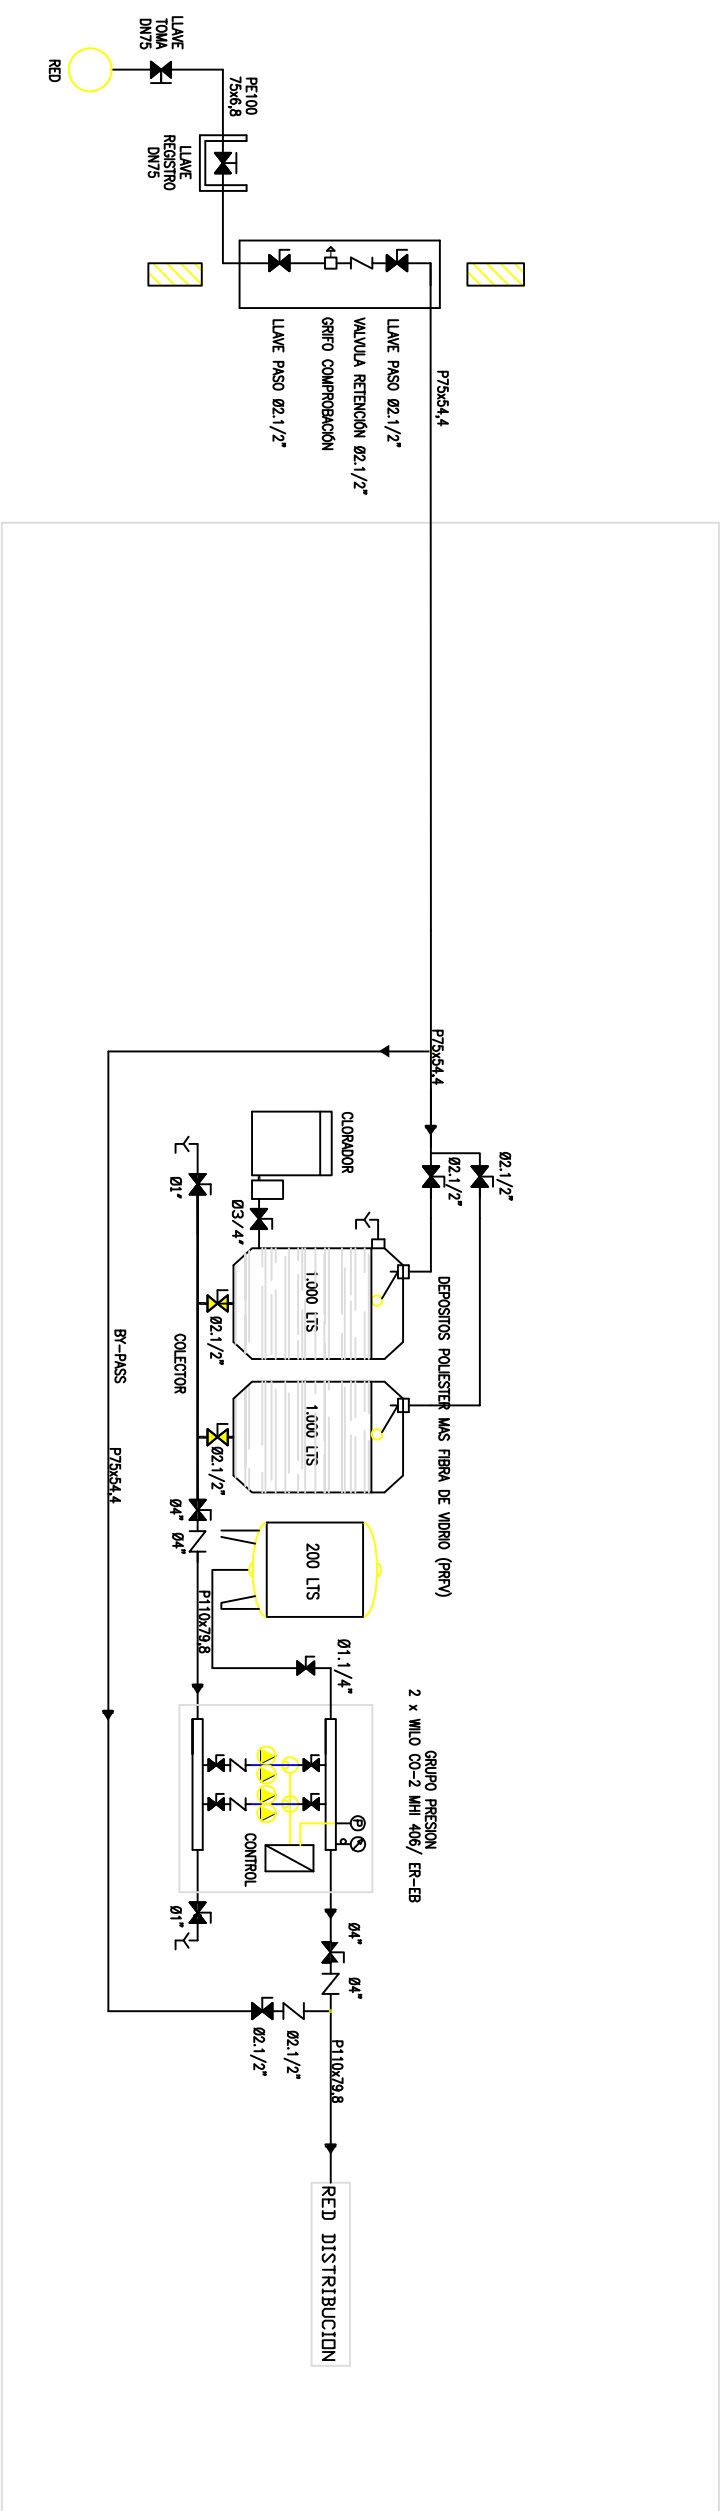 RED
LLAVE
TOMA
DN75
PE100
75x6,8
LLAVE
REGISTRO
DN75
LLAVE PASO Ø2.1/2"
GRIFO COMPROBACIÓN
VALVULA RETENCIÓN Ø2.1/2"
LLAVE PASO Ø2.1/2"
P75x54,4
P75x54,4
Ø2.1/2"
Ø2.1/2"
CLORADOR
Ø1"
Ø3/4"
DEPOSITOS POLIESTER MAS FIBRA DE VIDRIO (PRFV)
1.000 LTS
1.000 LTS
Ø2.1/2"
Ø2.1/2"
COLECTOR
BY-PASS
P75x54,4
Ø4"
Ø4"
200 LTS
P110x79,8
Ø1.1/4"
GRUPO PRESION
2 x WILO CO-2 MHI 406/ ER-EB
P
CONTROL
Ø1"
Ø4"
Ø4"
Ø2.1/2"
Ø2.1/2"
P110x79,8
RED DISTRIBUCION